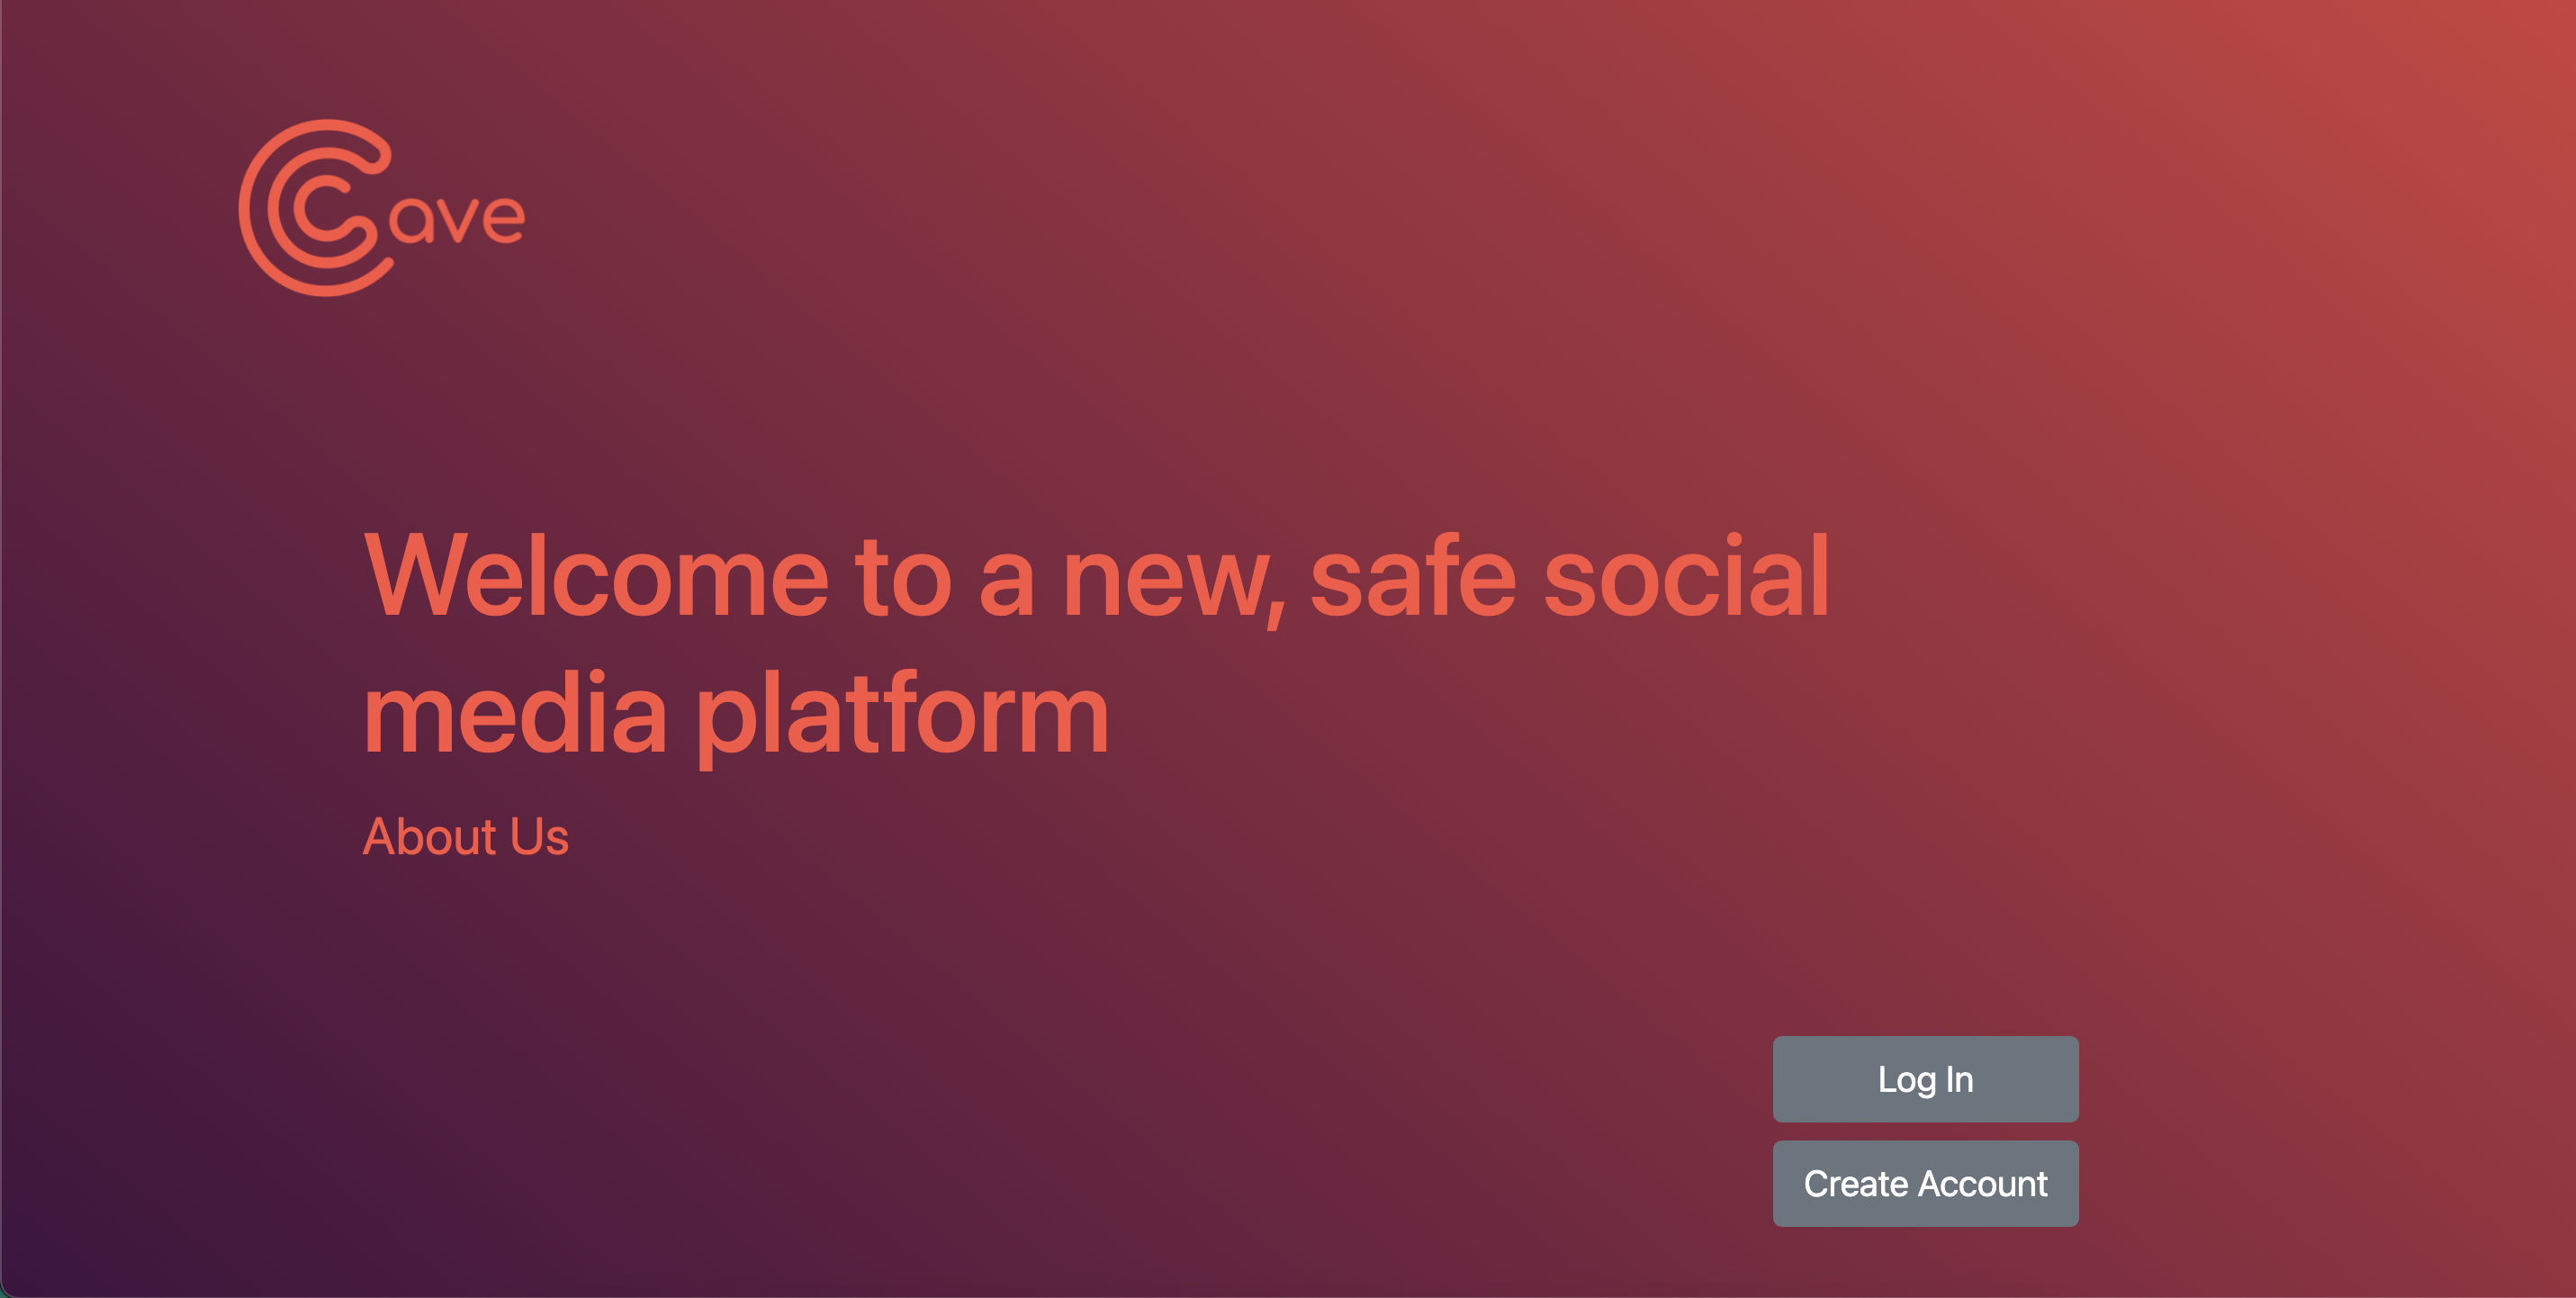 Cave
Welcome to a new, safe social
media platform
About Us
Log In
Create Account